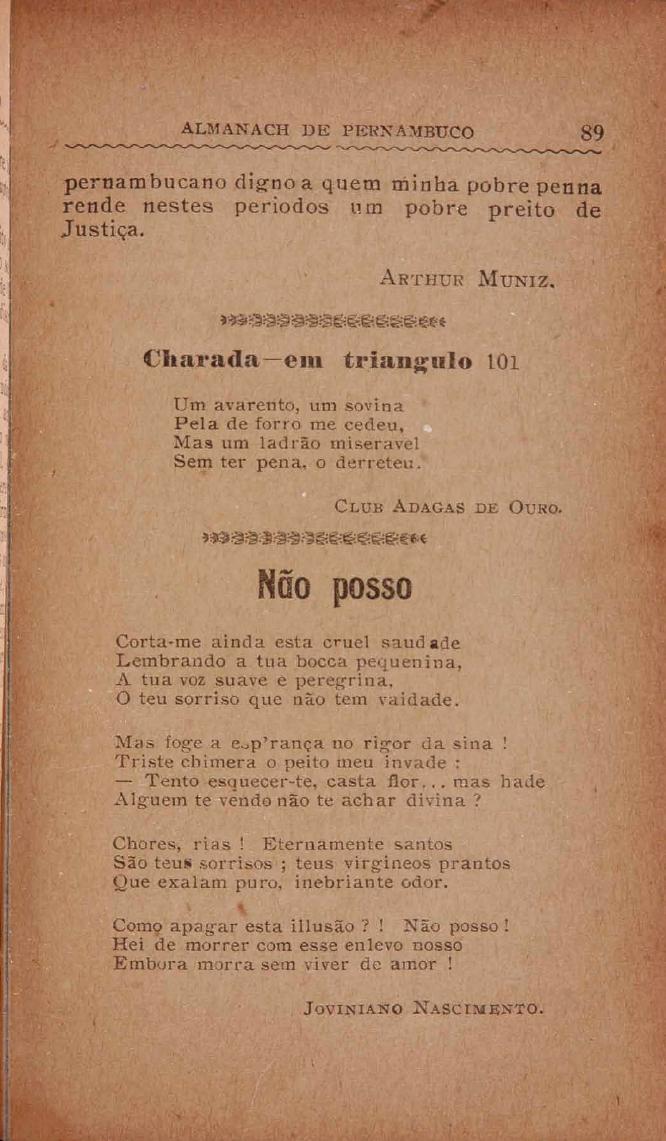 ALMANACH DE PERNAMBUCO 89
pernambucano digno a quem minha pobre penna
rende nestes periodos um pobre preito de
Justiça.
ARTHUR MUNIZ.
Charada—em triangulo 101
Um avarento, um sovina
Pela de forro me cedeu,
Mas um ladrão miseravel
Sem ter pena, o derreteu.
CLUB ADAGAS DE OURO.
Não posso
Corta-me ainda esta cruel saudade
Lembrando a tua bocca pequenina,
A tua voz suave e peregrina,
O teu sorriso que não tem vaidade.
Mas foge a esp'rança no rigor da sina !
Triste chimera o peito meu invade :
— Tento esquecer-te, casta flor... mas hade
Alguem te vendo não te achar divina ?
Chores, rias ! Eternamente santos
São teus sorrisos ; teus virgineos prantos
Que exalam puro, inebriante odor.
Como apagar esta illusão ? ! Não posso !
Hei de morrer com esse enlevo nosso
Embora morra sem viver de amor !
JOVINIANO NASCIMENTO.